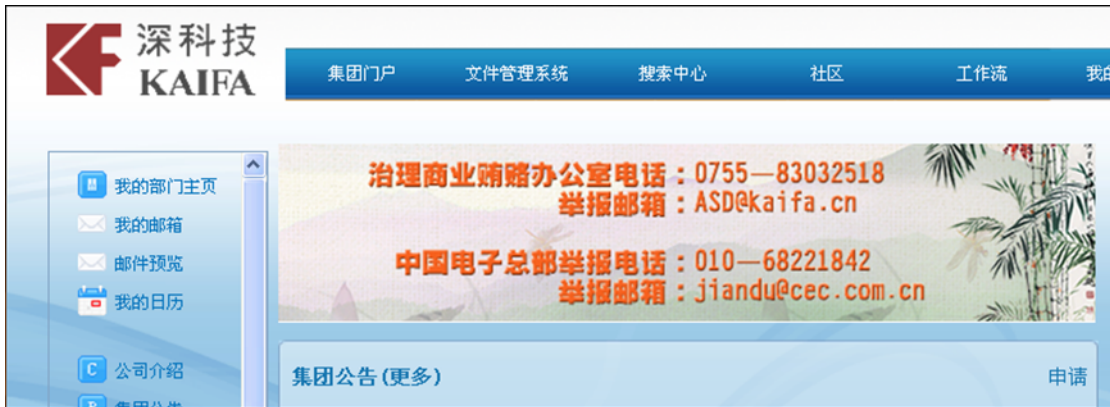 深科技
KAIFA
集团门户 文件管理系统 搜索中心 社区 工作流 我的
我的部门主页
我的邮箱
邮件预览
我的日历
公司介绍
治理商业贿赂办公室电话：0755—83032518
举报邮箱：ASD@kaifa.cn
中国电子总部举报电话：010—68221842
举报邮箱：jiandu@cec.com.cn
集团公告(更多) 申请